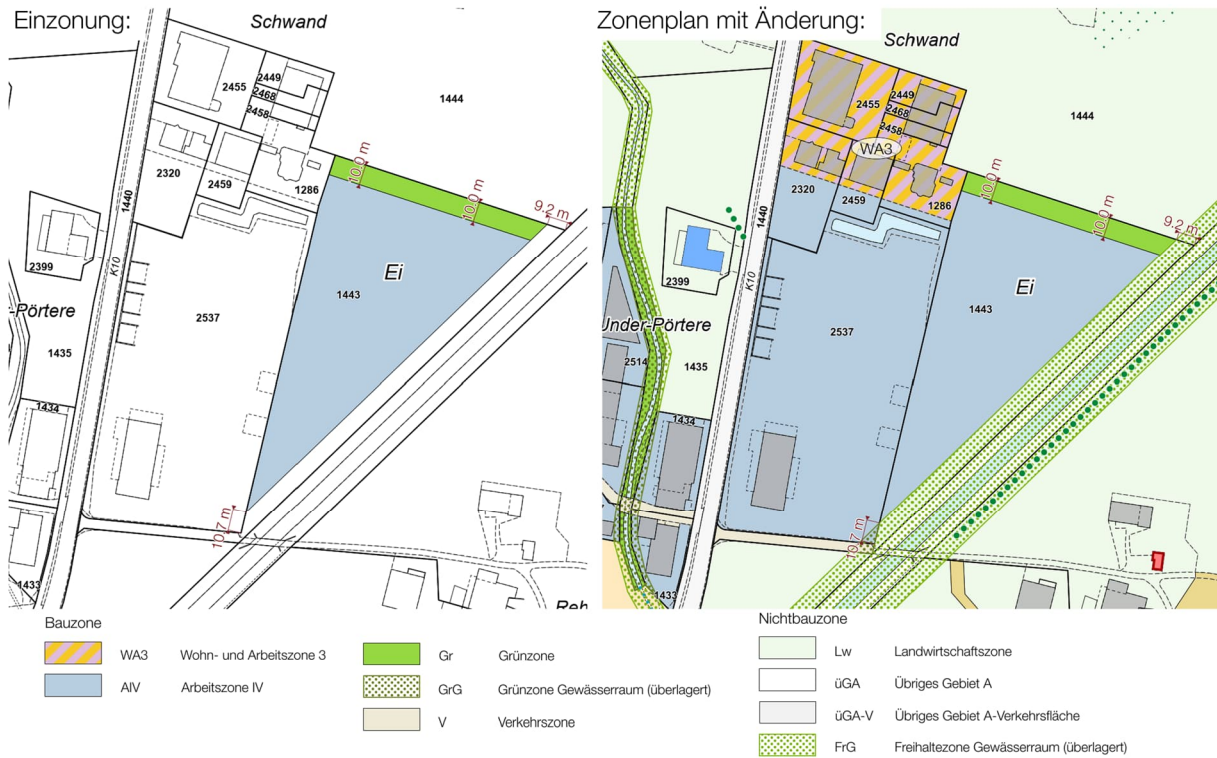 Einzonung:
Schwand
2449
2455
2468
2458
1444
2320
2459
1286
10.0 m
10.0 m
9.2 m
1440
K10
2399
Ei
1443
-Pörtere
2537
1435
1434
10.7 m
1433
Reh
Zonenplan mit Änderung:
Schwand
2449
2455
2468
2458
1444
WA3
2320
2459
1286
10.0 m
10.0 m
9.2 m
1440
K10
2399
Ei
1443
Under-Pörtere
2537
2514
1435
1434
10.7 m
1433
Bauzone
WA3 Wohn- und Arbeitszone 3
AIV Arbeitszone IV
Gr Grünzone
GrG Grünzone Gewässerraum (überlagert)
V Verkehrszone
Nichtbauzone
Lw Landwirtschaftszone
üGA Übriges Gebiet A
üGA-V Übriges Gebiet A-Verkehrsfläche
FrG Freihaltezone Gewässerraum (überlagert)